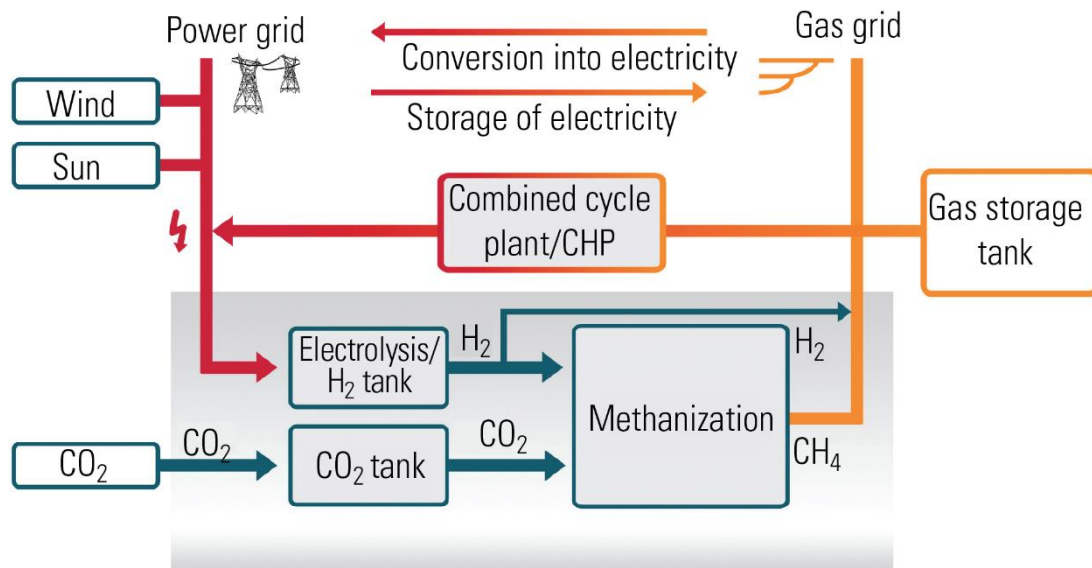 Power grid
Gas grid
Conversion into electricity
Storage of electricity
Wind
Sun
Combined cycle
plant/CHP
Gas storage
tank
Electrolysis/
H₂ tank
H₂
H₂
Methanization
CO₂
CO₂
CO₂ tank
CO₂
CH₄